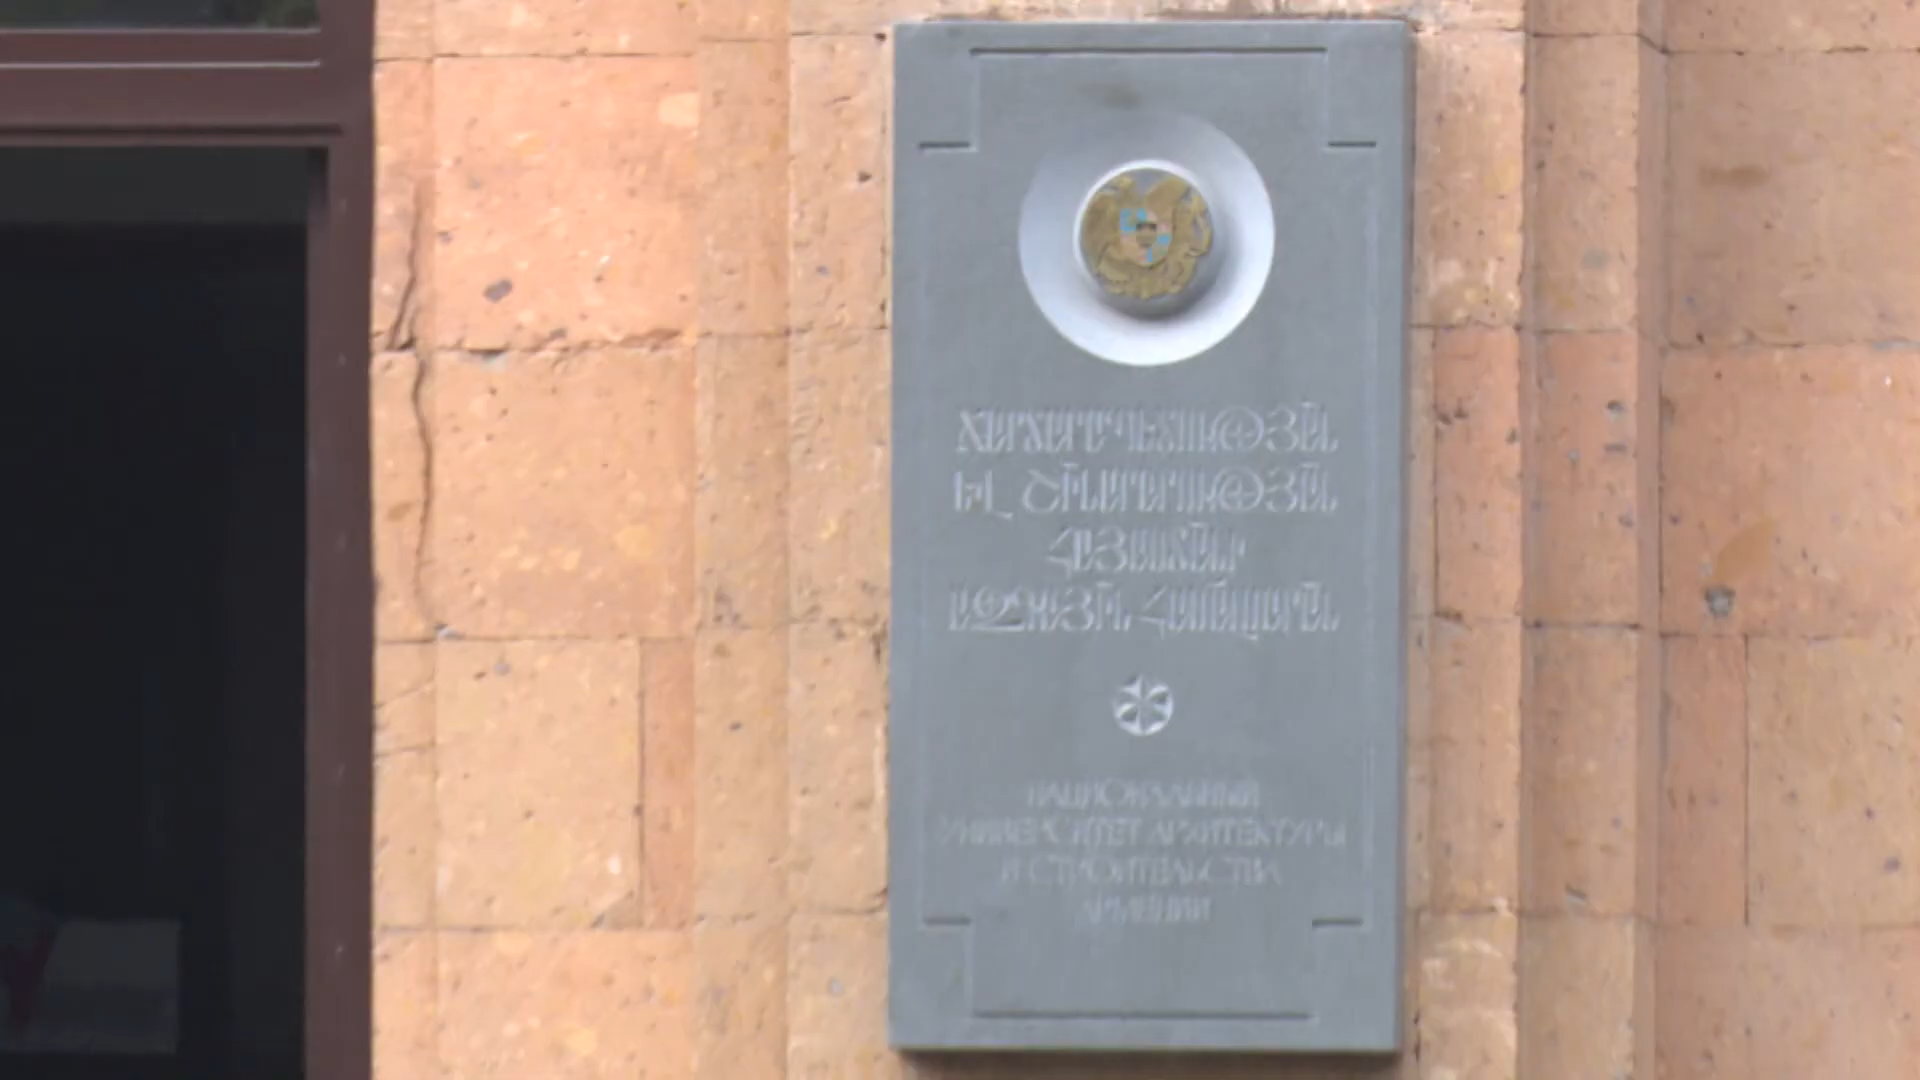 ՃԱՐՏԱՐԱՊԵՏՈՒԹՅԱՆ
ԵՎ ՇԻՆԱՐԱՐՈՒԹՅԱՆ
ՀԱՅԱՍՏԱՆԻ
ԱԶԳԱՅԻՆ ՀԱՄԱԼՍԱՐԱՆ
НАЦИОНАЛЬНЫЙ
УНИВЕРСИТЕТ АРХИТЕКТУРЫ
И СТРОИТЕЛЬСТВА
АРМЕНИИ